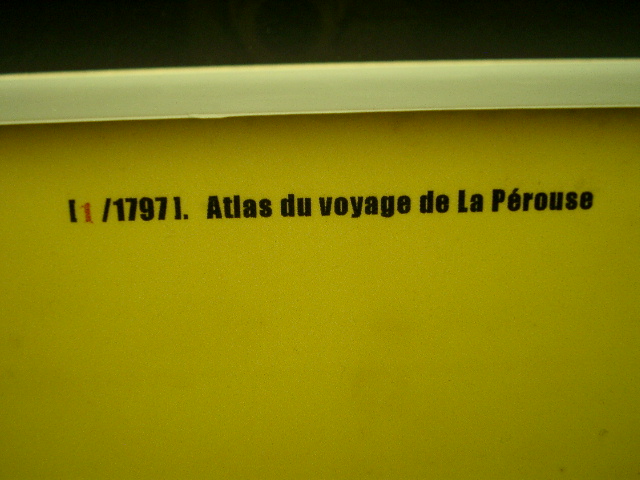 [1/1797]. Atlas du voyage de La Pérouse